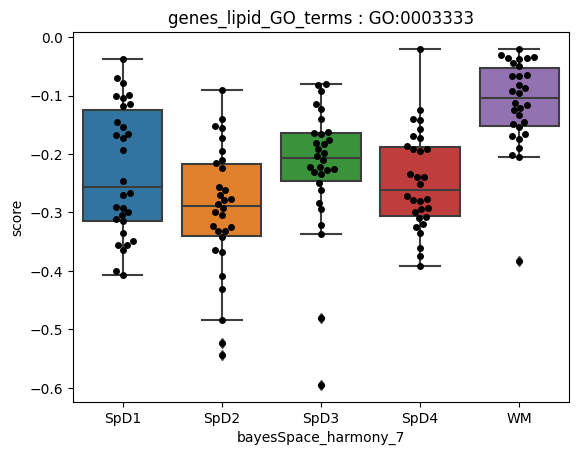 genes_lipid_GO_terms : GO:0003333
0.0
−0.1
−0.2
−0.3
−0.4
−0.5
−0.6
score
SpD1 SpD2 SpD3 SpD4 WM
bayesSpace_harmony_7